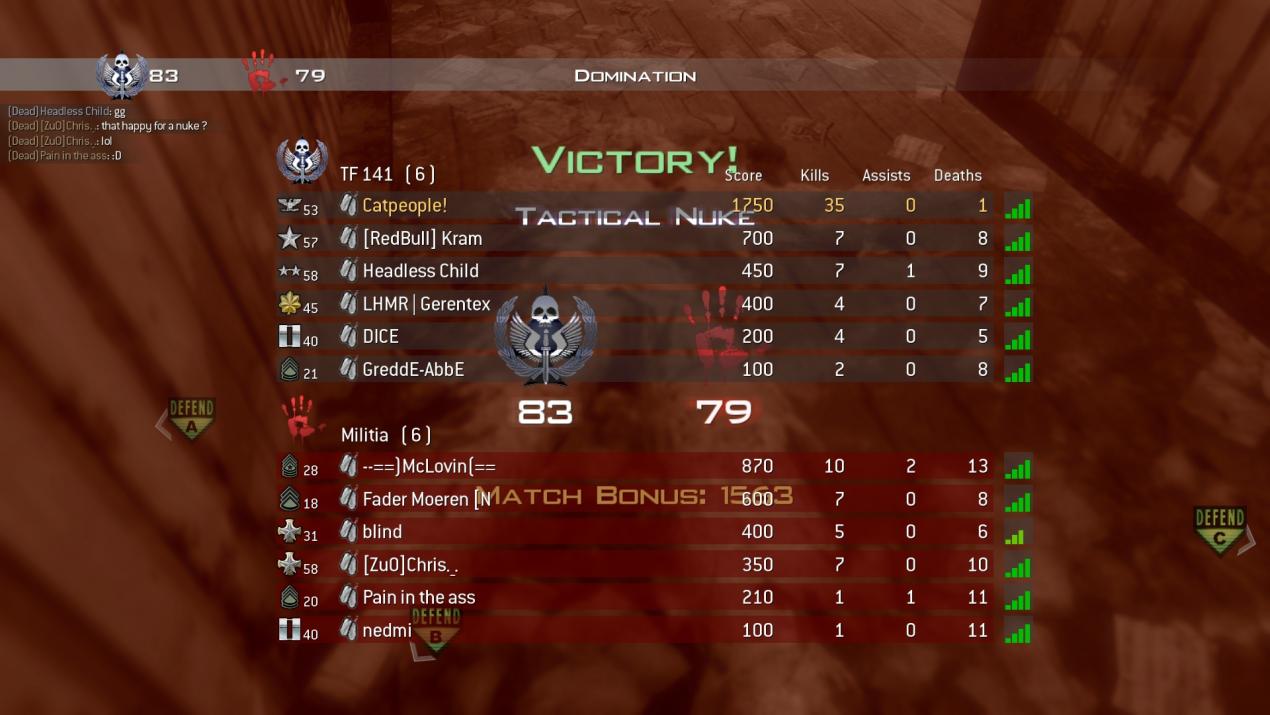 83 79 Domination
(Dead)Headless Child: gg
(Dead)[ZuO]Chris._.: that happy for a nuke ?
(Dead)[ZuO]Chris._.: lol
(Dead)Pain in the ass: :D
Victory!
TF 141 ( 6 ) Score Kills Assists Deaths
53 Catpeople! 1750 35 0 1
Tactical Nuke
57 [RedBull] Kram 700 7 0 8
58 Headless Child 450 7 1 9
45 LHMR | Gerentex 400 4 0 7
40 DICE 200 4 0 5
21 GreddE-AbbE 100 2 0 8
83 79
DEFEND
A
Militia ( 6 )
28 --==)McLovin(== 870 10 2 13
18 Fader Moeren [N 600 7 0 8
Match Bonus: 1563
31 blind 400 5 0 6
DEFEND
C
58 [ZuO]Chris._. 350 7 0 10
20 Pain in the ass 210 1 1 11
DEFEND
B
40 nedmi 100 1 0 11